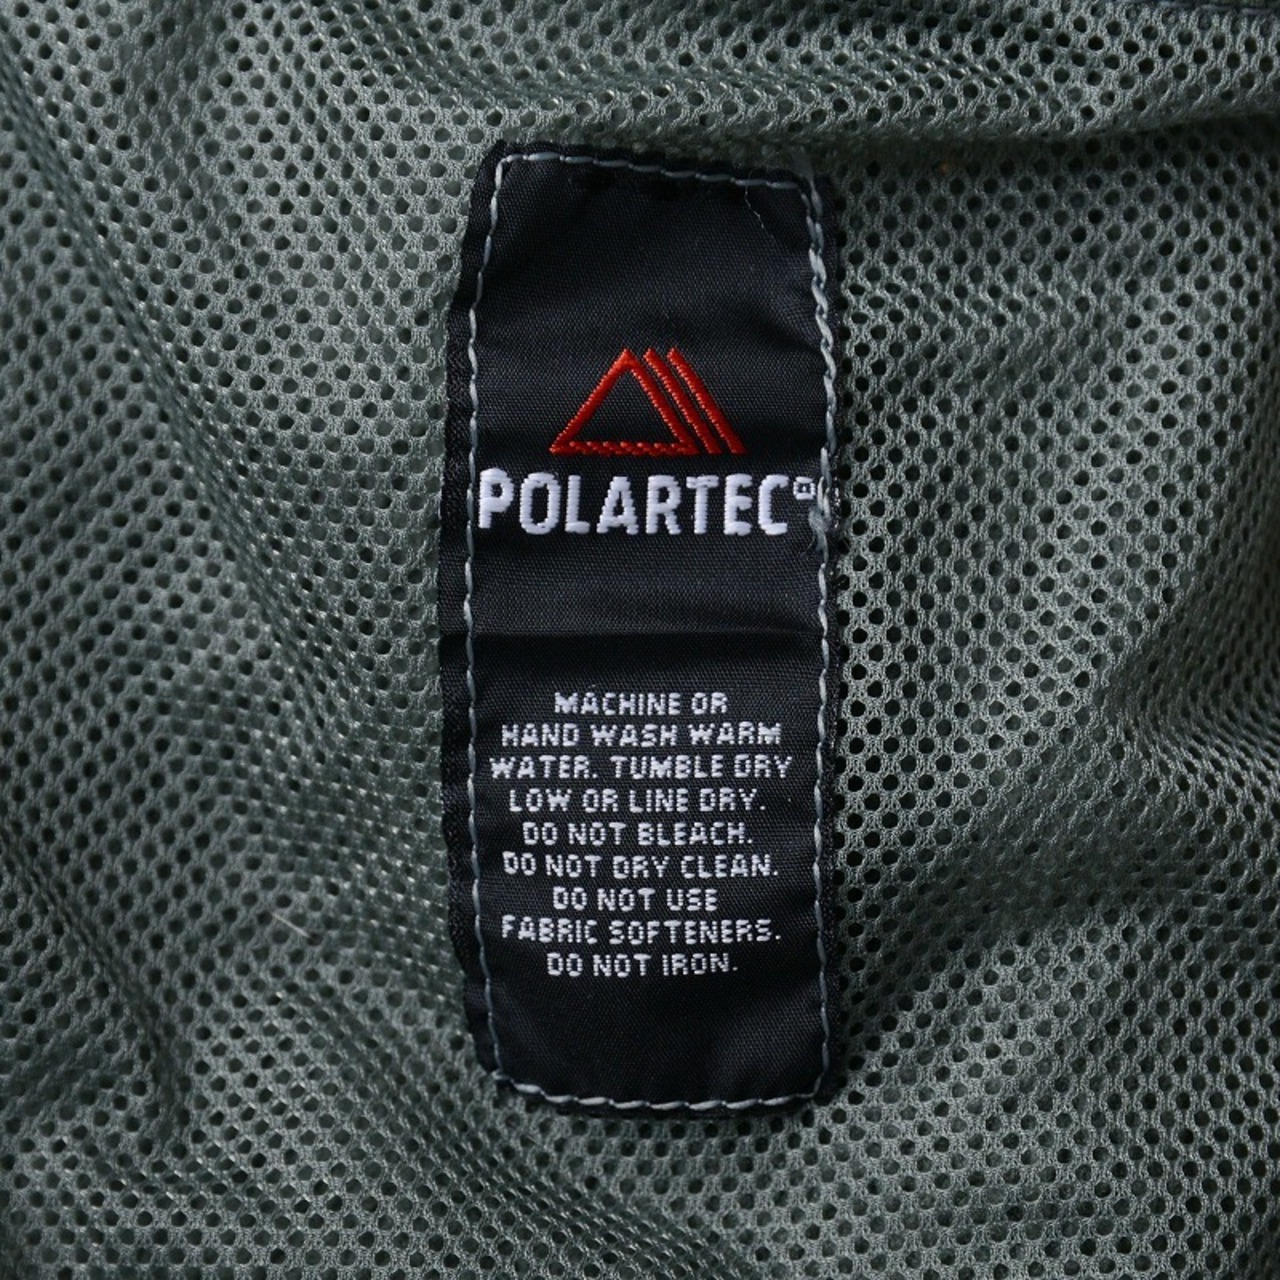 POLARTEC®
MACHINE OR
HAND WASH WARM
WATER. TUMBLE DRY
LOW OR LINE DRY.
DO NOT BLEACH.
DO NOT DRY CLEAN.
DO NOT USE
FABRIC SOFTENERS.
DO NOT IRON.